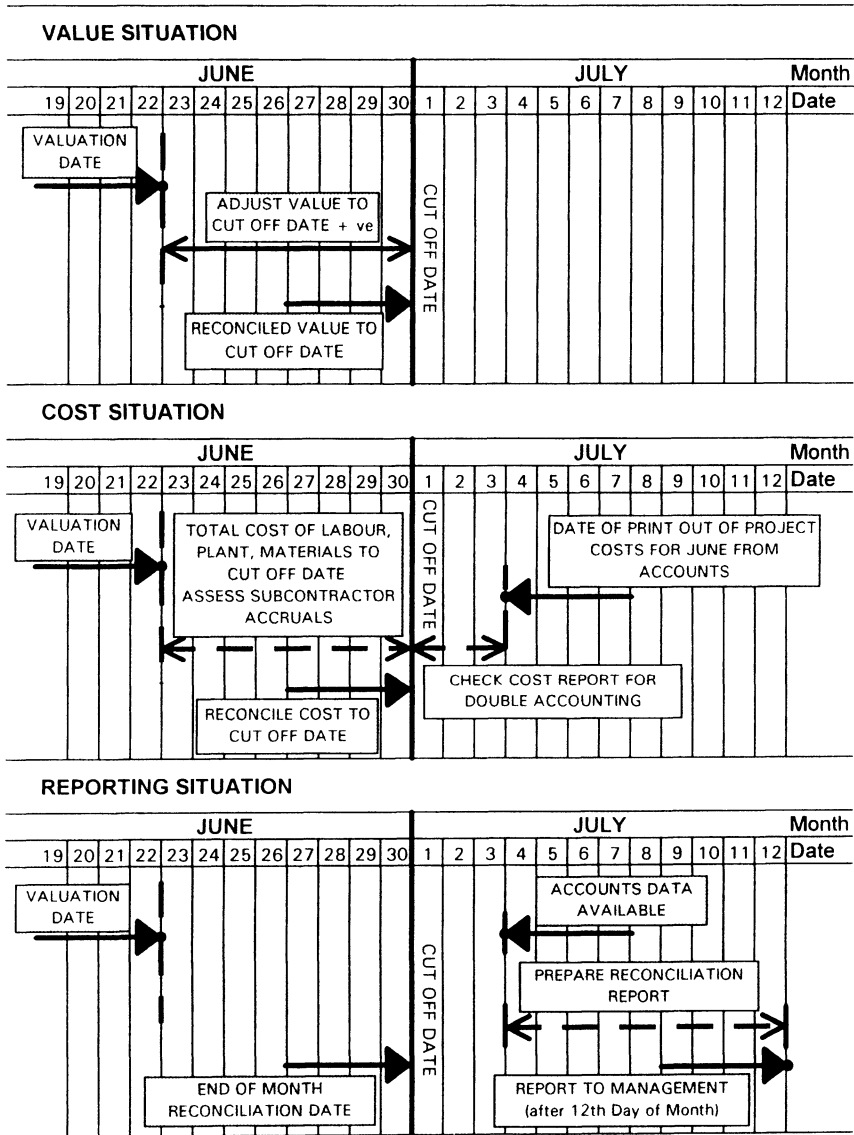 VALUE SITUATION
JUNE JULY Month
19 20 21 22 23 24 25 26 27 28 29 30 1 2 3 4 5 6 7 8 9 10 11 12 Date
VALUATION
DATE
ADJUST VALUE TO
CUT OFF DATE + ve
CUT OFF DATE
RECONCILED VALUE TO
CUT OFF DATE
COST SITUATION
JUNE JULY Month
19 20 21 22 23 24 25 26 27 28 29 30 1 2 3 4 5 6 7 8 9 10 11 12 Date
VALUATION
DATE
TOTAL COST OF LABOUR,
PLANT, MATERIALS TO
CUT OFF DATE
ASSESS SUBCONTRACTOR
ACCRUALS
CUT OFF DATE
DATE OF PRINT OUT OF PROJECT
COSTS FOR JUNE FROM
ACCOUNTS
CHECK COST REPORT FOR
DOUBLE ACCOUNTING
RECONCILE COST TO
CUT OFF DATE
REPORTING SITUATION
JUNE JULY Month
19 20 21 22 23 24 25 26 27 28 29 30 1 2 3 4 5 6 7 8 9 10 11 12 Date
VALUATION
DATE
ACCOUNTS DATA
AVAILABLE
CUT OFF DATE
PREPARE RECONCILIATION
REPORT
END OF MONTH
RECONCILIATION DATE
REPORT TO MANAGEMENT
(after 12th Day of Month)